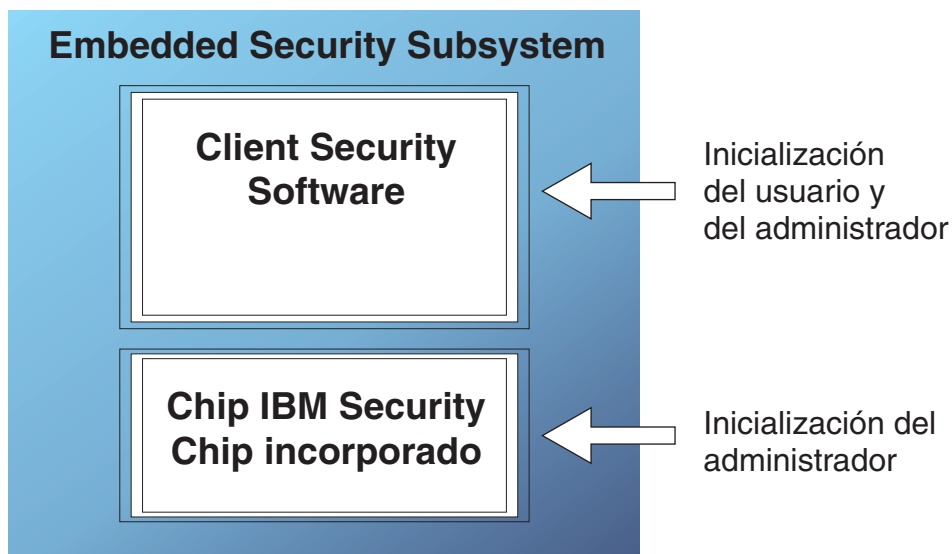 Embedded Security Subsystem
Client Security
Software
Inicialización
del usuario y
del administrador
Chip IBM Security
Chip incorporado
Inicialización del
administrador